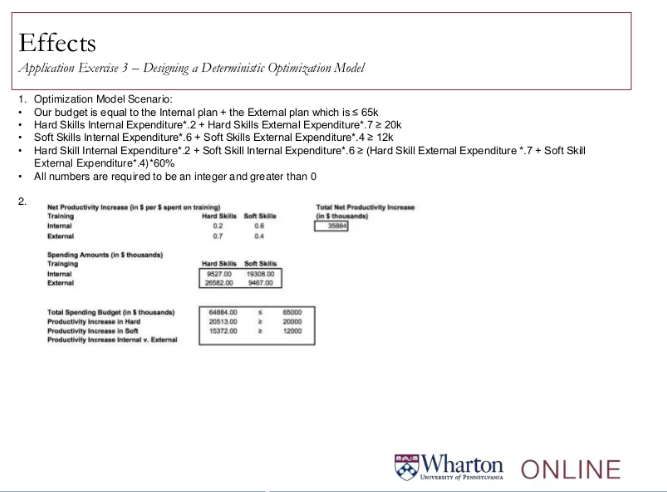 Effects
Application Exercise 3 – Designing a Deterministic Optimization Model
1. Optimization Model Scenario:
• Our budget is equal to the Internal plan + the External plan which is ≤ 65k
• Hard Skills Internal Expenditure*.2 + Hard Skills External Expenditure*.7 ≥ 20k
• Soft Skills Internal Expenditure*.6 + Soft Skills External Expenditure*.4 ≥ 12k
• Hard Skill Internal Expenditure*.2 + Soft Skill Internal Expenditure*.6 ≥ (Hard Skill External Expenditure *.7 + Soft Skill
External Expenditure*.4)*60%
• All numbers are required to be an integer and greater than 0
2.
Net Productivity Increase (in $ per $ spent on training) Total Net Productivity Increase
Training Hard Skills Soft Skills (in $ thousands)
Internal 0.2 0.6 35884
External 0.7 0.4
Spending Amounts (in $ thousands)
Trainging Hard Skills Soft Skills
Internal 9527.00 19308.00
External 26582.00 9467.00
Total Spending Budget (in $ thousands) 64884.00 ≤ 65000
Productivity Increase in Hard 20513.00 ≥ 20000
Productivity Increase in Soft 15372.00 ≥ 12000
Productivity Increase Internal v. External
Wharton ONLINE
UNIVERSITY of PENNSYLVANIA